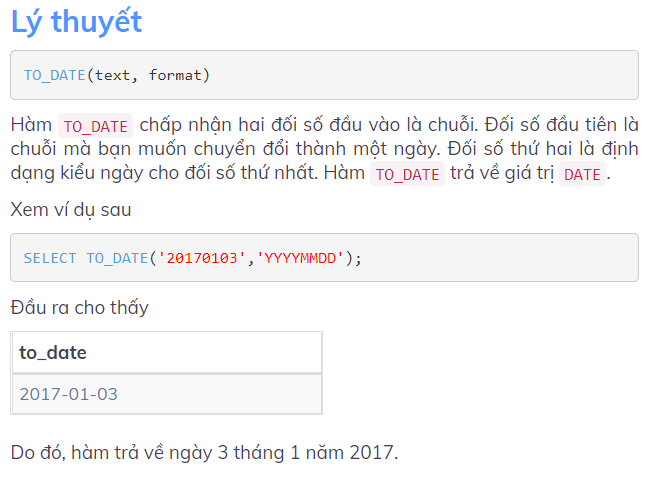 Lý thuyết
TO_DATE(text, format)
Hàm TO_DATE chấp nhận hai đối số đầu vào là chuỗi. Đối số đầu tiên là
chuỗi mà bạn muốn chuyển đổi thành một ngày. Đối số thứ hai là định
dạng kiểu ngày cho đối số thứ nhất. Hàm TO_DATE trả về giá trị DATE.
Xem ví dụ sau
SELECT TO_DATE('20170103','YYYYMMDD');
Đầu ra cho thấy
to_date
2017-01-03
Do đó, hàm trả về ngày 3 tháng 1 năm 2017.